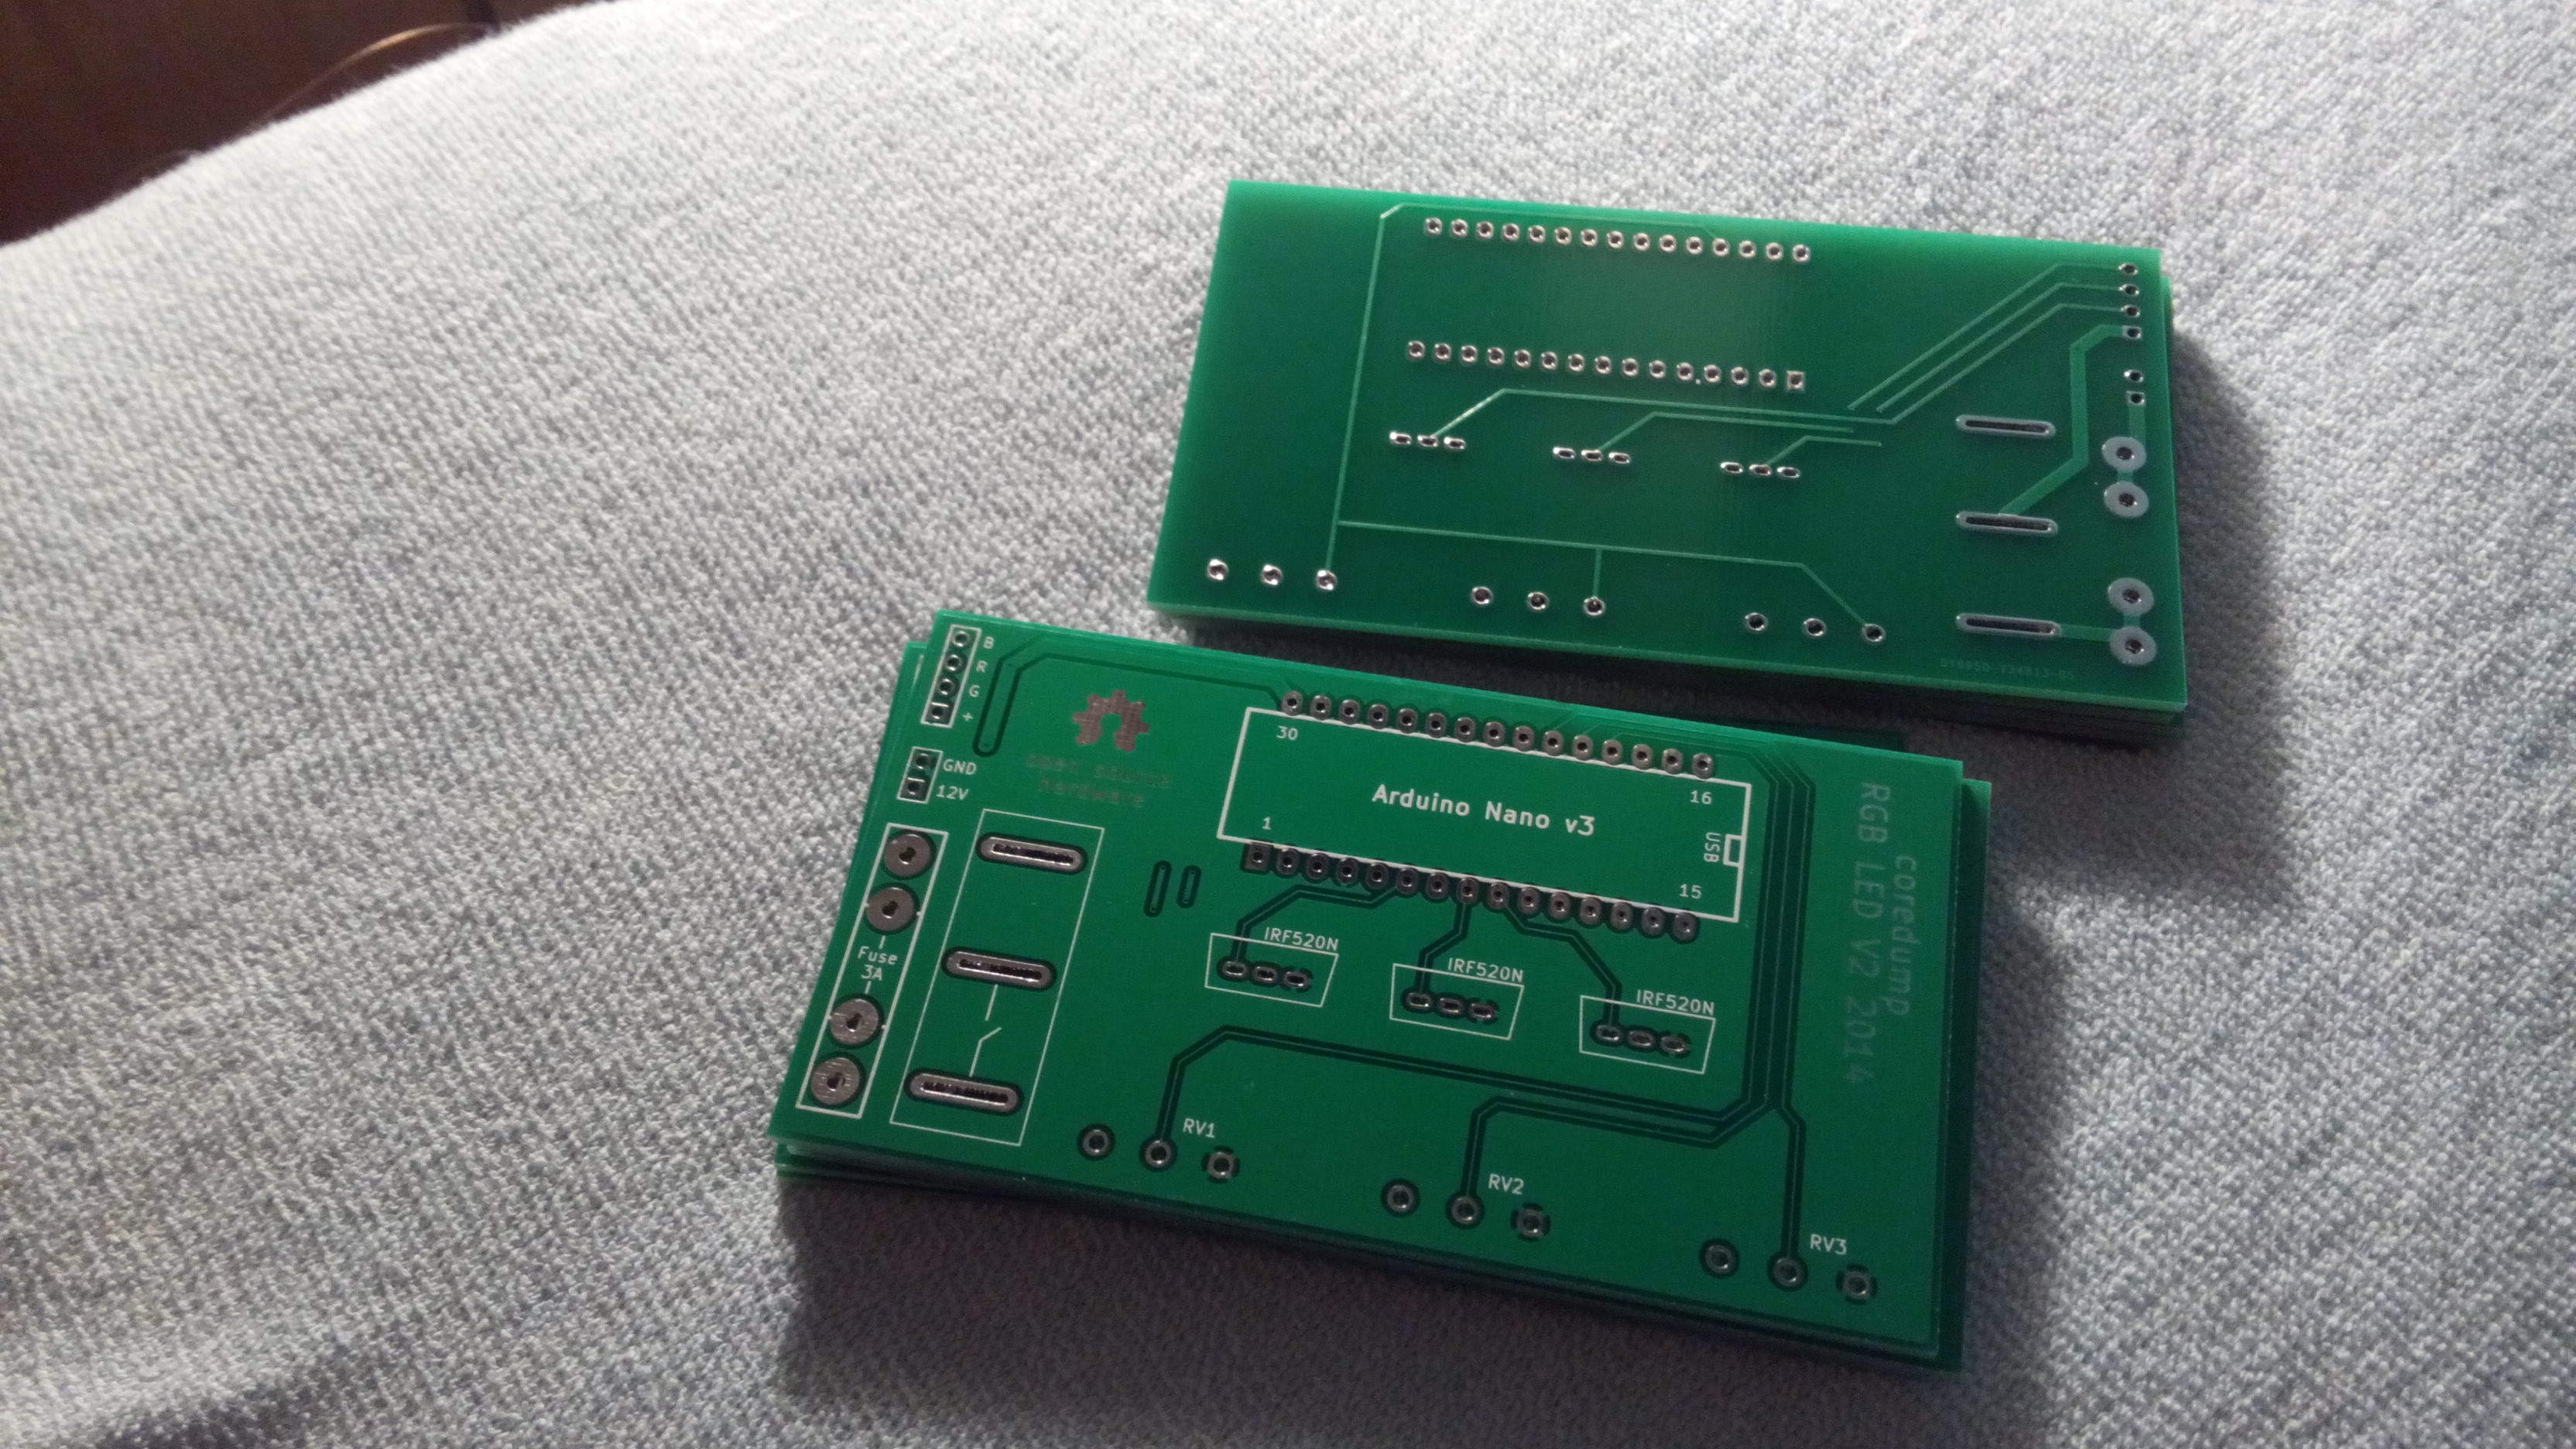 B
R
G
+
GND
12V
open source
hardware
Fuse
3A
30
16
Arduino Nano v3
USB
1
15
IRF520N
IRF520N
IRF520N
RV1
RV2
RV3
coredump
RGB LED V2 2014